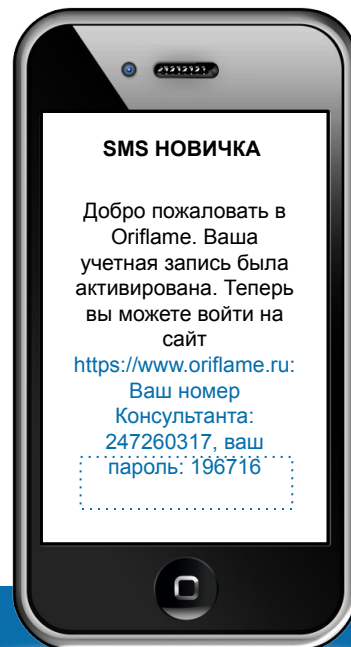 SMS НОВИЧКА
Добро пожаловать в
Oriflame. Ваша
учетная запись была
активирована. Теперь
вы можете войти на
сайт
https://www.oriflame.ru:
Ваш номер
Консультанта:
247260317, ваш
пароль: 196716